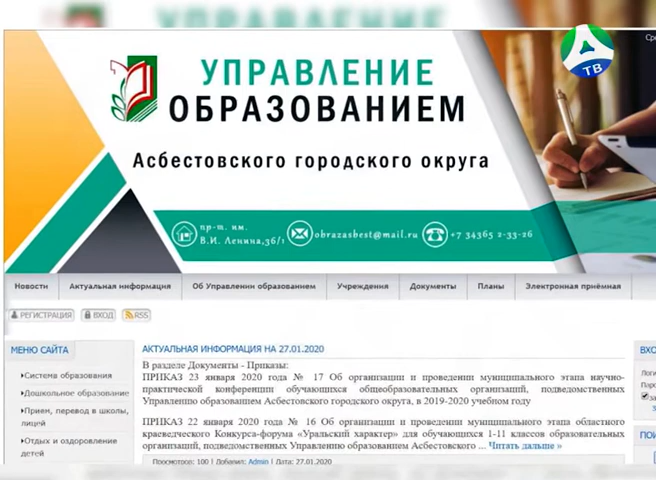 Сре
ТВ
УПРАВЛЕНИЕ
ОБРАЗОВАНИЕМ
Асбестовского городского округа
пр-т. им.
В.И. Ленина,36/1
obrazasbest@mail.ru
+7 34365 2-33-26
Новости
Актуальная информация
Об Управлении образованием
Учреждения
Документы
Планы
Электронная приёмная
РЕГИСТРАЦИЯ
ВХОД
RSS
МЕНЮ САЙТА
Система образования
Дошкольное образование
Прием, перевод в школы,
лицей
Отдых и оздоровление
детей
АКТУАЛЬНАЯ ИНФОРМАЦИЯ НА 27.01.2020
В разделе Документы - Приказы:
ПРИКАЗ 23 января 2020 года № 17 Об организации и проведении муниципального этапа научно-
практической конференции обучающихся общеобразовательных организаций, подведомственных
Управлению образованием Асбестовского городского округа, в 2019-2020 учебном году
ПРИКАЗ 22 января 2020 года № 16 Об организации и проведении муниципального этапа областного
краеведческого Конкурса-форума «Уральский характер» для обучающихся 1-11 классов образовательных
организаций, подведомственных Управлению образованием Асбестовского ... Читать дальше »
Просмотров: 100 | Добавил: Admin | Дата: 27.01.2020
ВХО
Логи
Паро
за
ПОИ